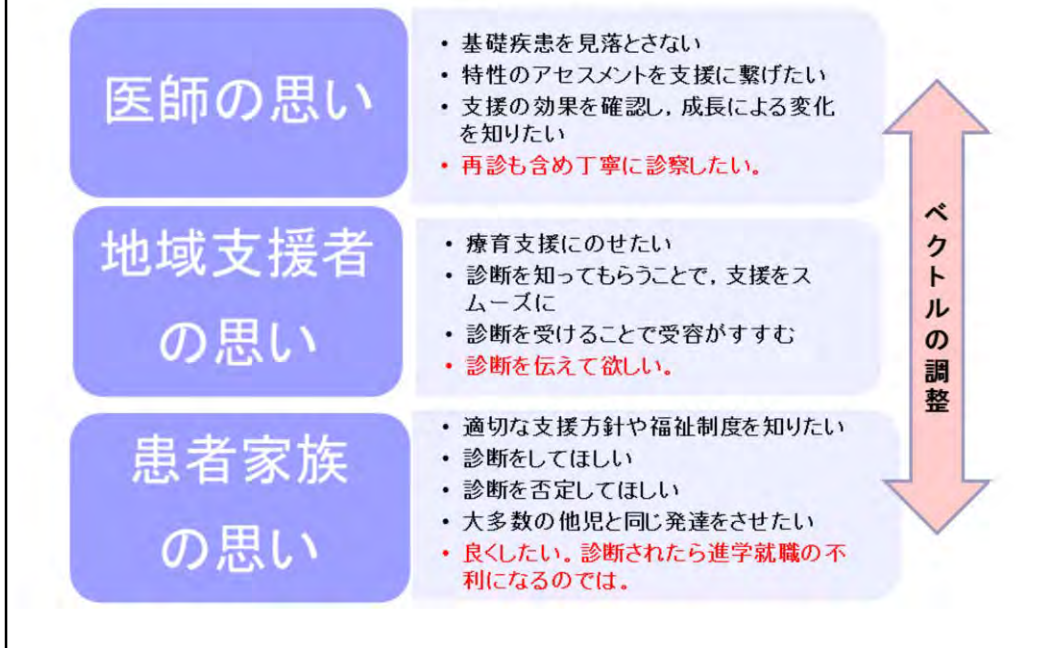 医師の思い
• 基礎疾患を見落とさない
• 特性のアセスメントを支援に繋げたい
• 支援の効果を確認し，成長による変化
を知りたい
• 再診も含め丁寧に診察したい。
地域支援者
の思い
• 療育支援にのせたい
• 診断を知ってもらうことで，支援をス
ムーズに
• 診断を受けることで受容がすすむ
• 診断を伝えて欲しい。
患者家族
の思い
• 適切な支援方針や福祉制度を知りたい
• 診断をしてほしい
• 診断を否定してほしい
• 大多数の他児と同じ発達をさせたい
• 良くしたい。診断されたら進学就職の不
利になるのでは。
ベクトルの調整